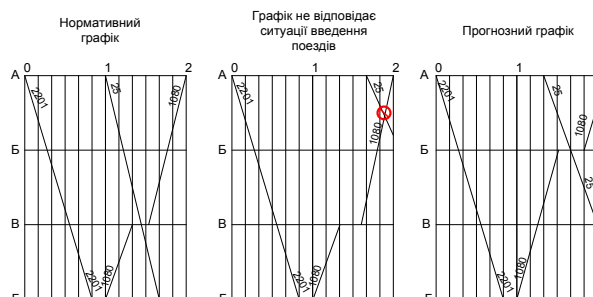 Нормативний
графік
0 1 2
А
Б
В
2201
25
1080
2201
1080
Графік не відповідає
ситуації введення
поездів
0 1 2
А
Б
В
2201
25
1080
2201
1080
Прогнозний графік
0 1
А
Б
В
2201
25
1080
25
2201
1080